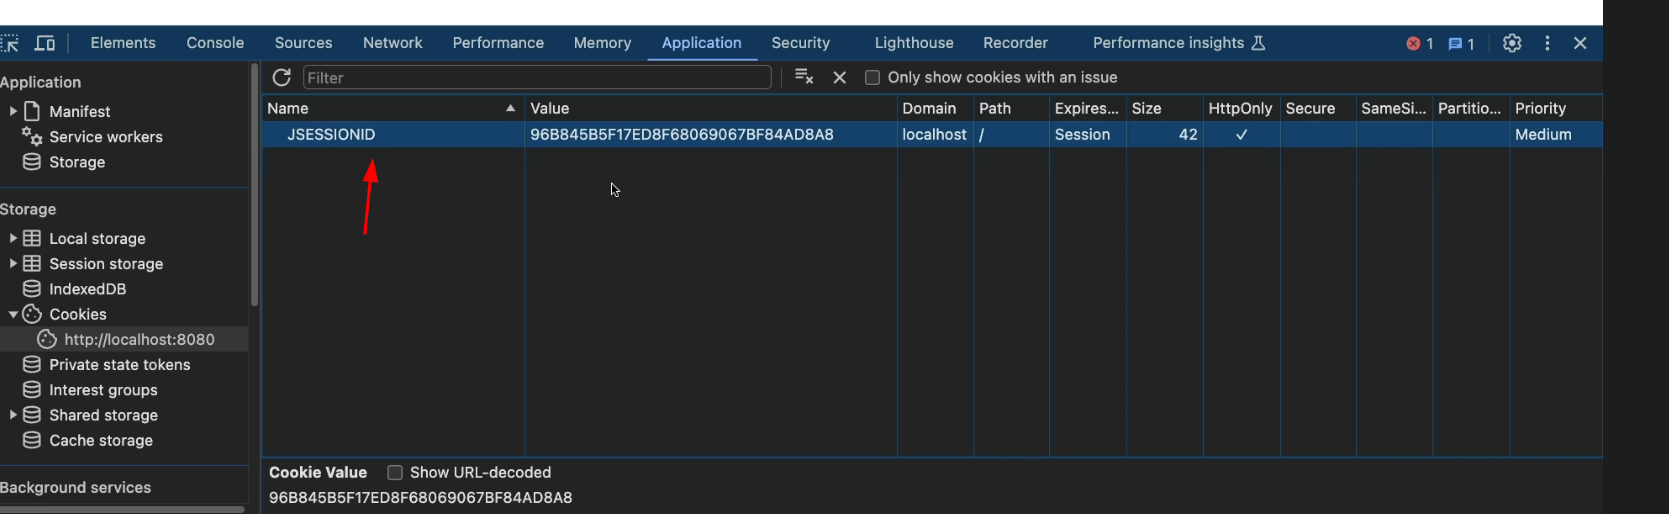 Elements Console Sources Network Performance Memory Application Security Lighthouse Recorder Performance insights 1 1
Application
Manifest
Service workers
Storage
Storage
Local storage
Session storage
IndexedDB
Cookies
http://localhost:8080
Private state tokens
Interest groups
Shared storage
Cache storage
Background services
Filter Only show cookies with an issue
Name Value Domain Path Expires... Size HttpOnly Secure SameSi... Partitio... Priority
JSESSIONID 96B845B5F17ED8F68069067BF84AD8A8 localhost / Session 42 ✓ Medium
Cookie Value Show URL-decoded
96B845B5F17ED8F68069067BF84AD8A8